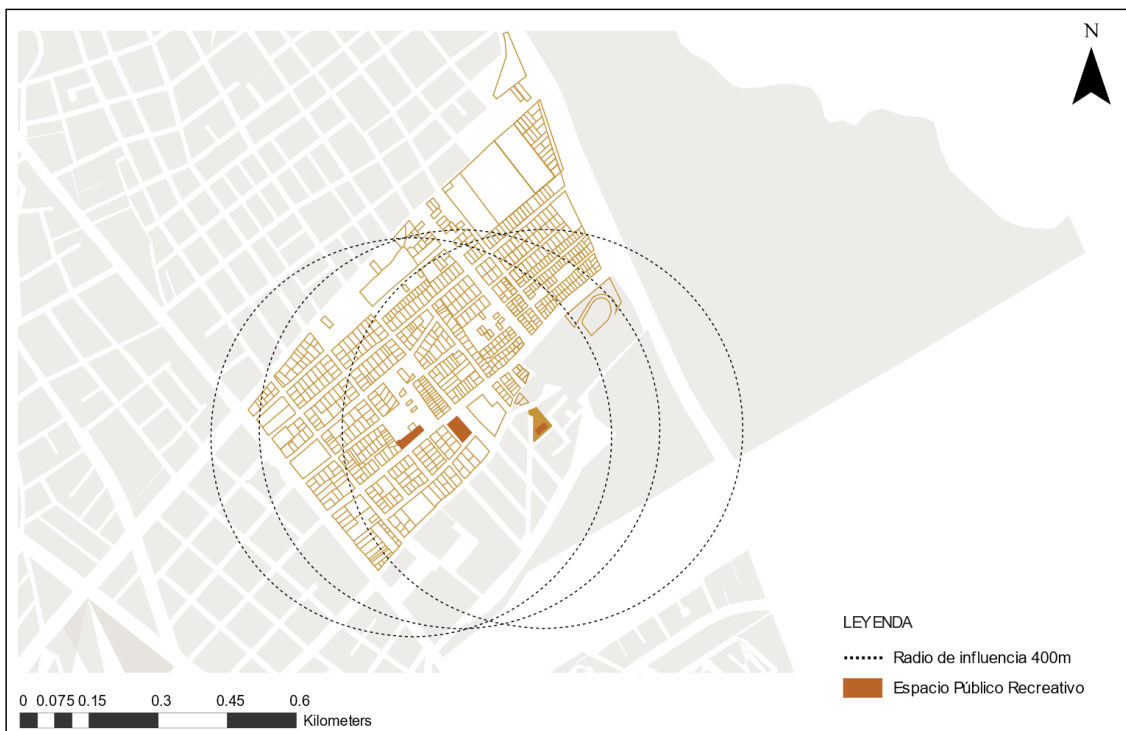 N
LEYENDA
Radio de influencia 400m
Espacio Público Recreativo
0 0.075 0.15 0.3 0.45 0.6
Kilometers